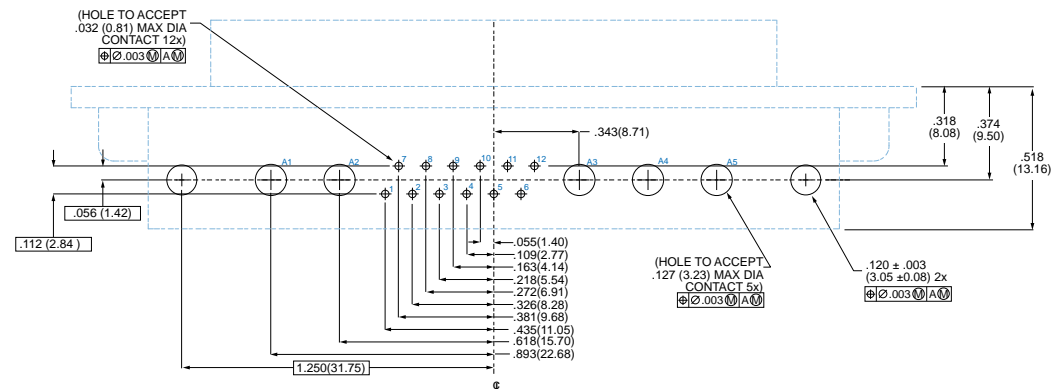 (HOLE TO ACCEPT
.032 (0.81) MAX DIA
CONTACT 12x)
⌖ Ø.003 Ⓜ A Ⓜ
.343(8.71)
.318
(8.08)
.374
(9.50)
.518
(13.16)
7 8 9 10 11 12
A1 A2 A3 A4 A5
1 2 3 4 5 6
.056 (1.42)
.112 (2.84 )
.055(1.40)
.109(2.77)
.163(4.14)
.218(5.54)
.272(6.91)
.326(8.28)
.381(9.68)
.435(11.05)
.618(15.70)
.893(22.68)
1.250(31.75)
(HOLE TO ACCEPT
.127 (3.23) MAX DIA
CONTACT 5x)
⌖ Ø.003 Ⓜ A Ⓜ
.120 ± .003
(3.05 ±0.08) 2x
⌖ Ø.003 Ⓜ A Ⓜ
℄